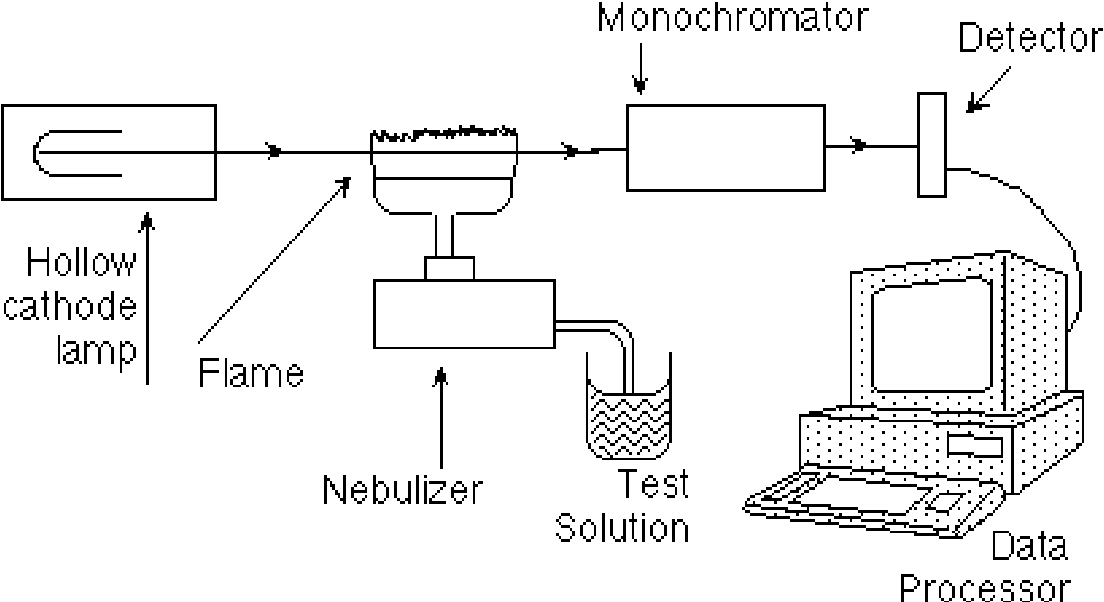 Monochromator
Detector
Hollow
cathode
lamp
Flame
Nebulizer
Test
Solution
Data
Processor